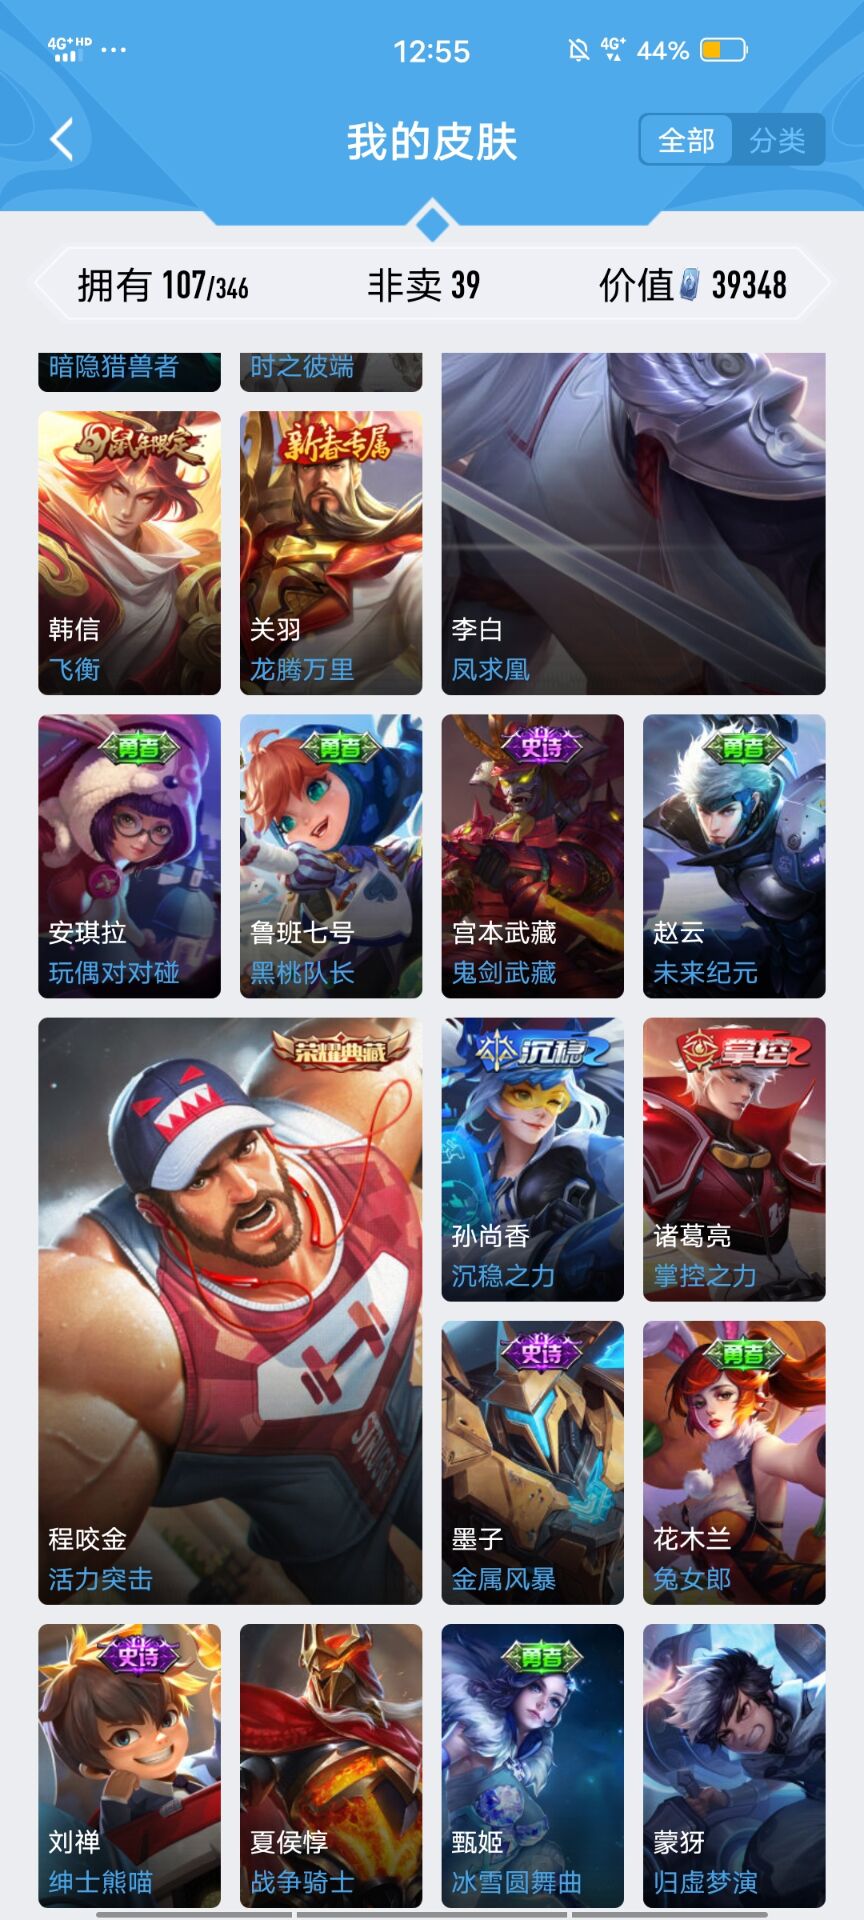 4G+ HD ... 12:55 4G+ 44%
我的皮肤 全部 分类
拥有 107/346 非卖 39 价值 39348
暗隐猎兽者 时之彼端
鼠年限定
韩信
飞衡
新春专属
关羽
龙腾万里
李白
凤求凰
勇者
安琪拉
玩偶对对碰
勇者
鲁班七号
黑桃队长
史诗
宫本武藏
鬼剑武藏
勇者
赵云
未来纪元
荣耀典藏
程咬金
活力突击
沉稳
孙尚香
沉稳之力
掌控
诸葛亮
掌控之力
史诗
墨子
金属风暴
勇者
花木兰
兔女郎
史诗
刘禅
绅士熊喵
夏侯惇
战争骑士
勇者
甄姬
冰雪圆舞曲
蒙犽
归虚梦演